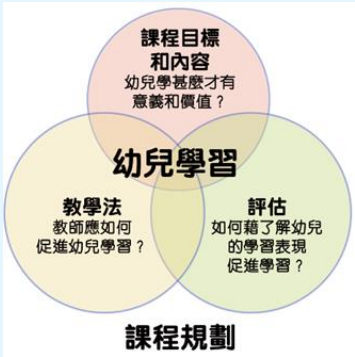 課程目標
和內容
幼兒學甚麼才有
意義和價值？
幼兒學習
教學法
教師應如何
促進幼兒學習？
評估
如何藉了解幼兒
的學習表現
促進學習？
課程規劃